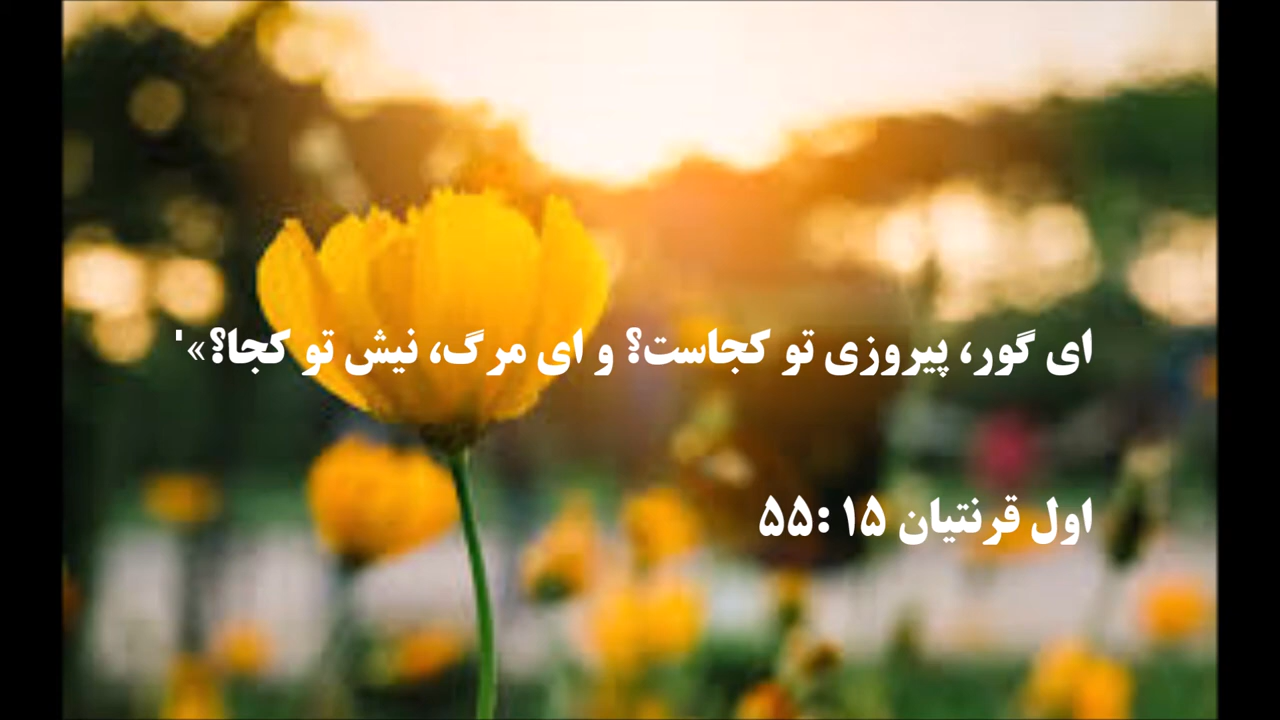 ای گور، پیروزی تو کجاست؟ و ای مرگ، نیش تو کجا؟»'
اول قرنتیان ۱۵ :۵۵